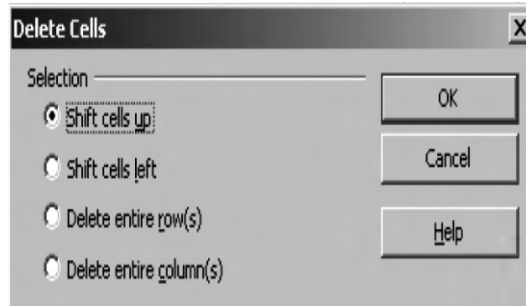 Delete Cells X
Selection
Shift cells up
Shift cells left
Delete entire row(s)
Delete entire column(s)
OK
Cancel
Help